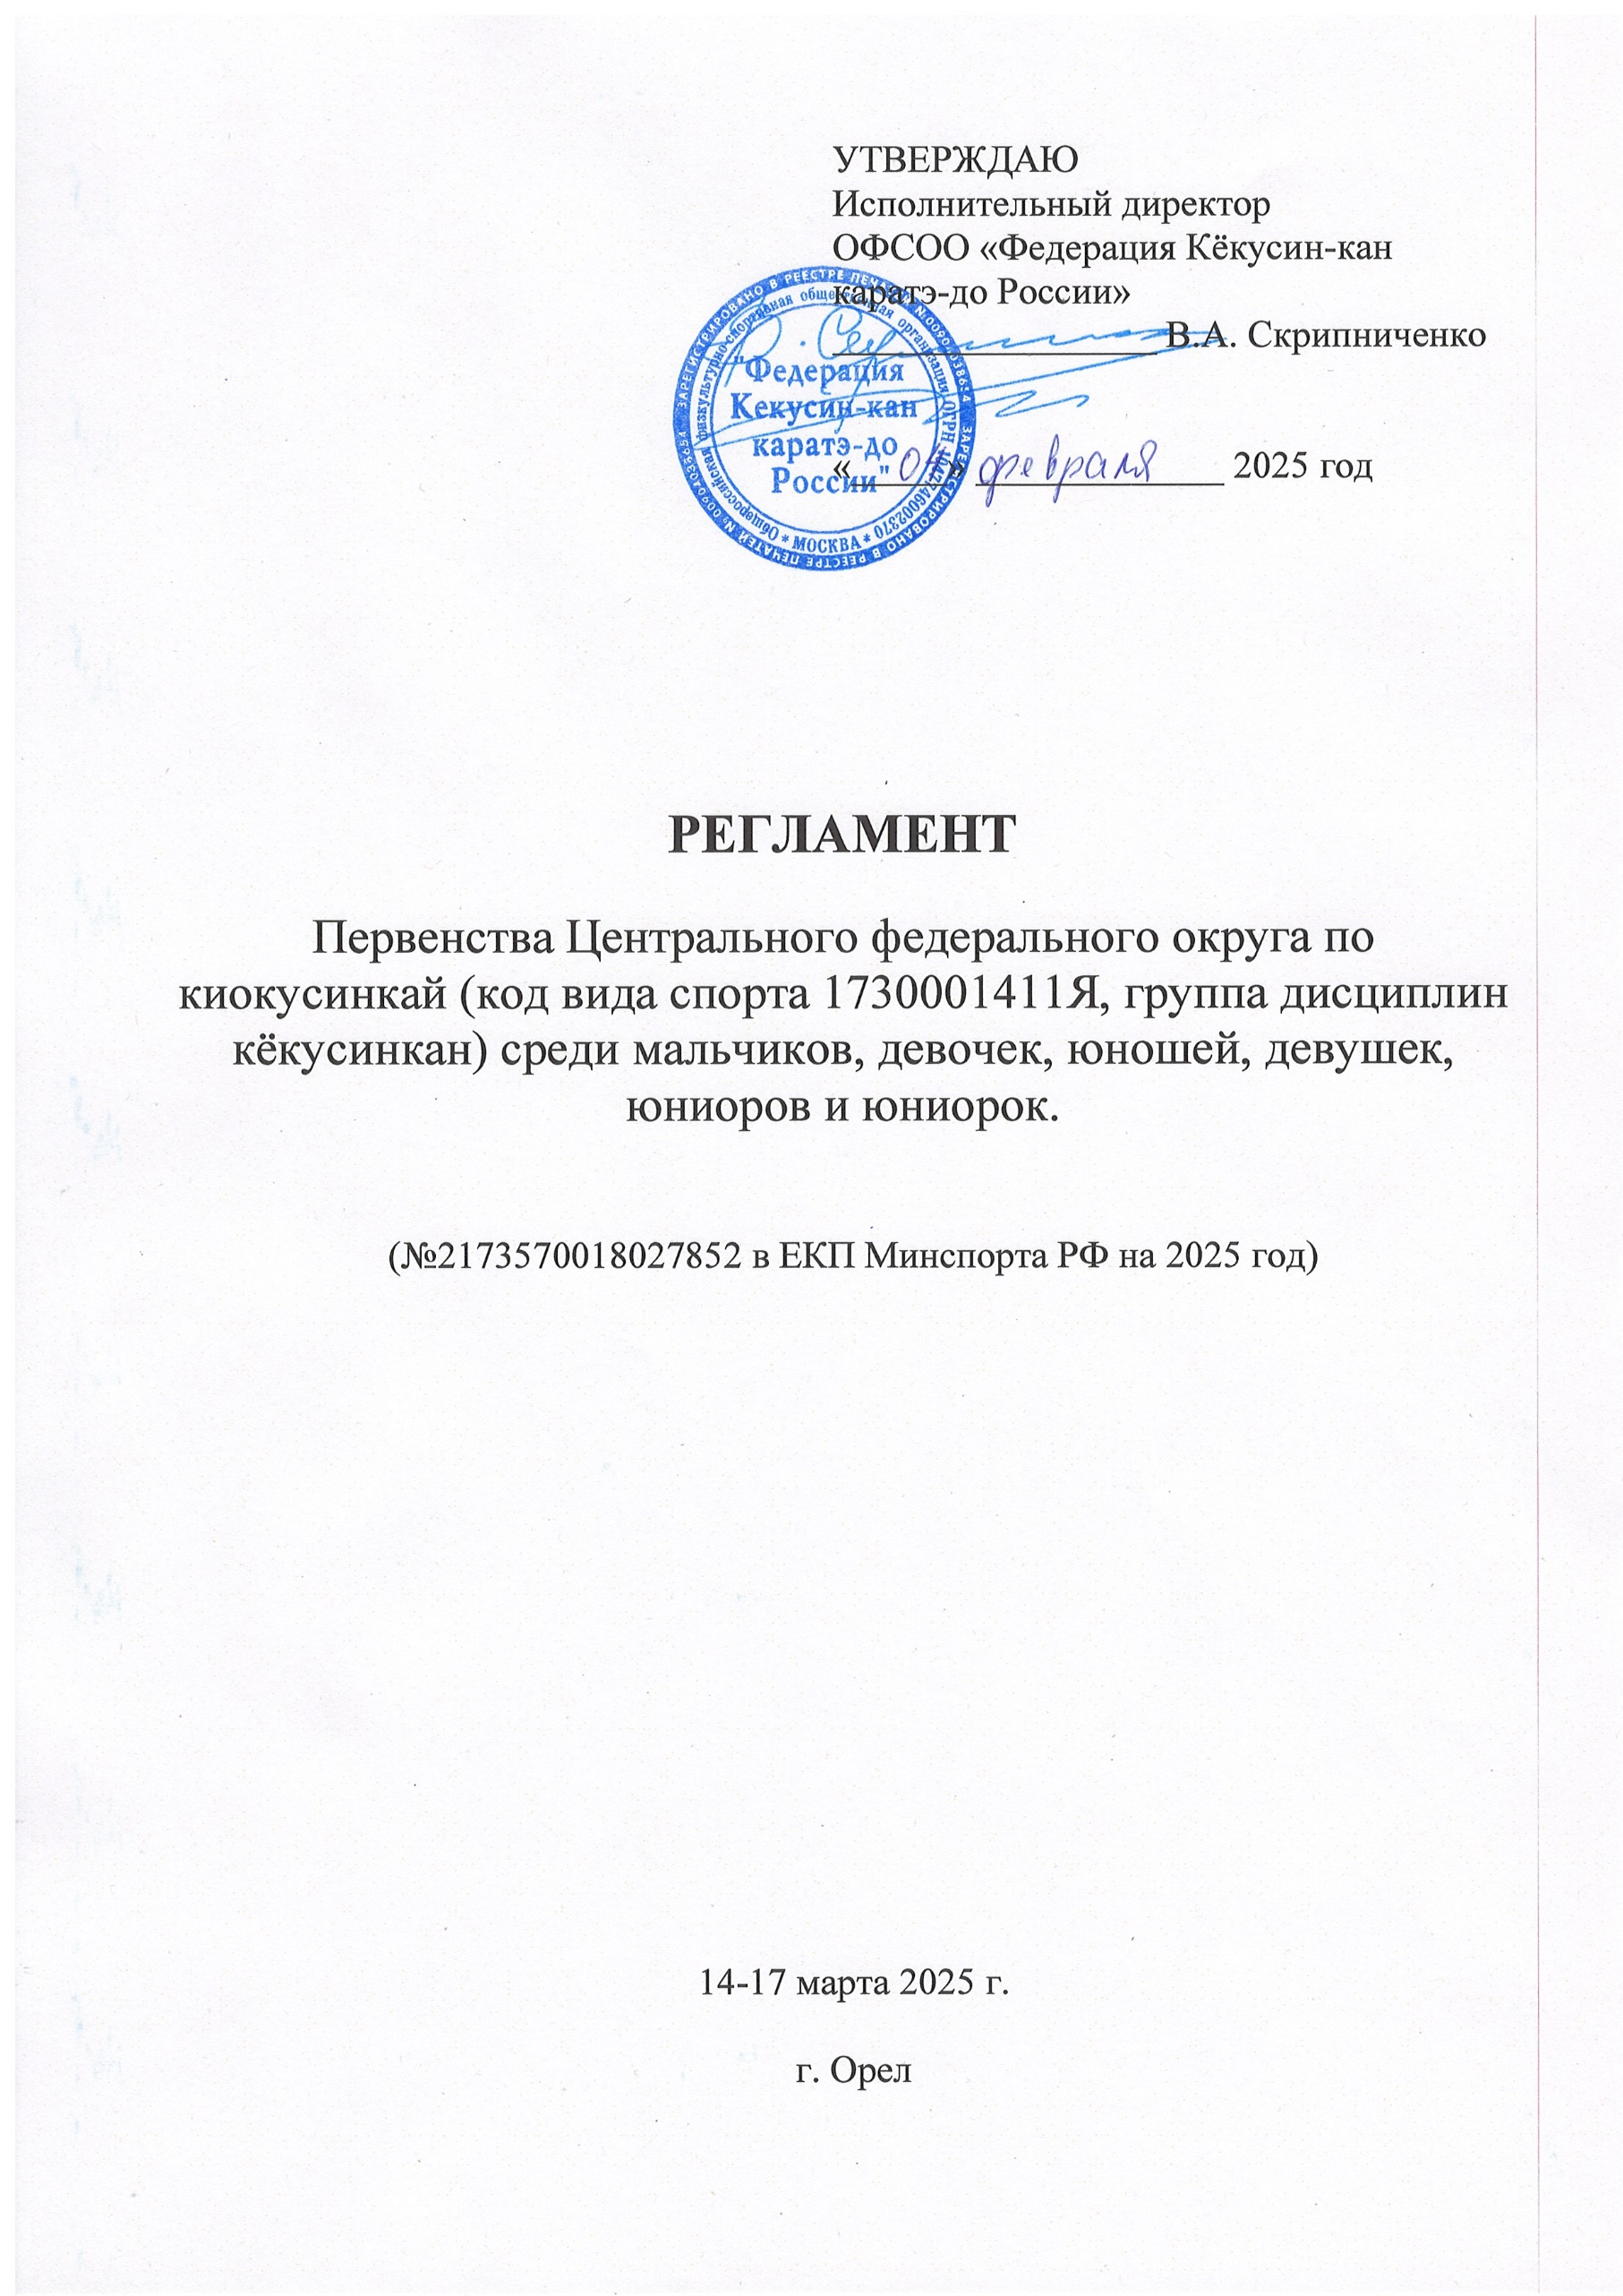 УТВЕРЖДАЮ
Исполнительный директор
ОФСОО «Федерация Кёкусин-кан
каратэ-до России»
В.А. Скрипниченко
« » февраля 2025 год
"Федерация
Кекусин-кан
каратэ-до
России"
* МОСКВА *
РЕГЛАМЕНТ
Первенства Центрального федерального округа по
киокусинкай (код вида спорта 1730001411Я, группа дисциплин
кёкусинкан) среди мальчиков, девочек, юношей, девушек,
юниоров и юниорок.
(№2173570018027852 в ЕКП Минспорта РФ на 2025 год)
14-17 марта 2025 г.
г. Орел